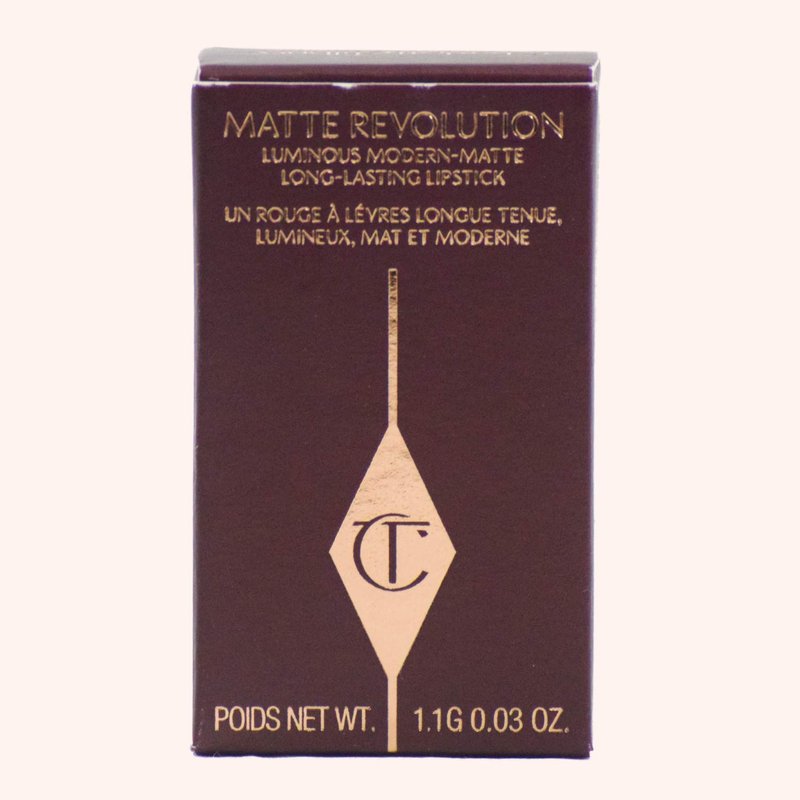 MATTE REVOLUTION
LUMINOUS MODERN-MATTE
LONG-LASTING LIPSTICK
UN ROUGE À LÉVRES LONGUE TENUE,
LUMINEUX, MAT ET MODERNE
CT
POIDS NET WT. 1.1G 0.03 OZ.